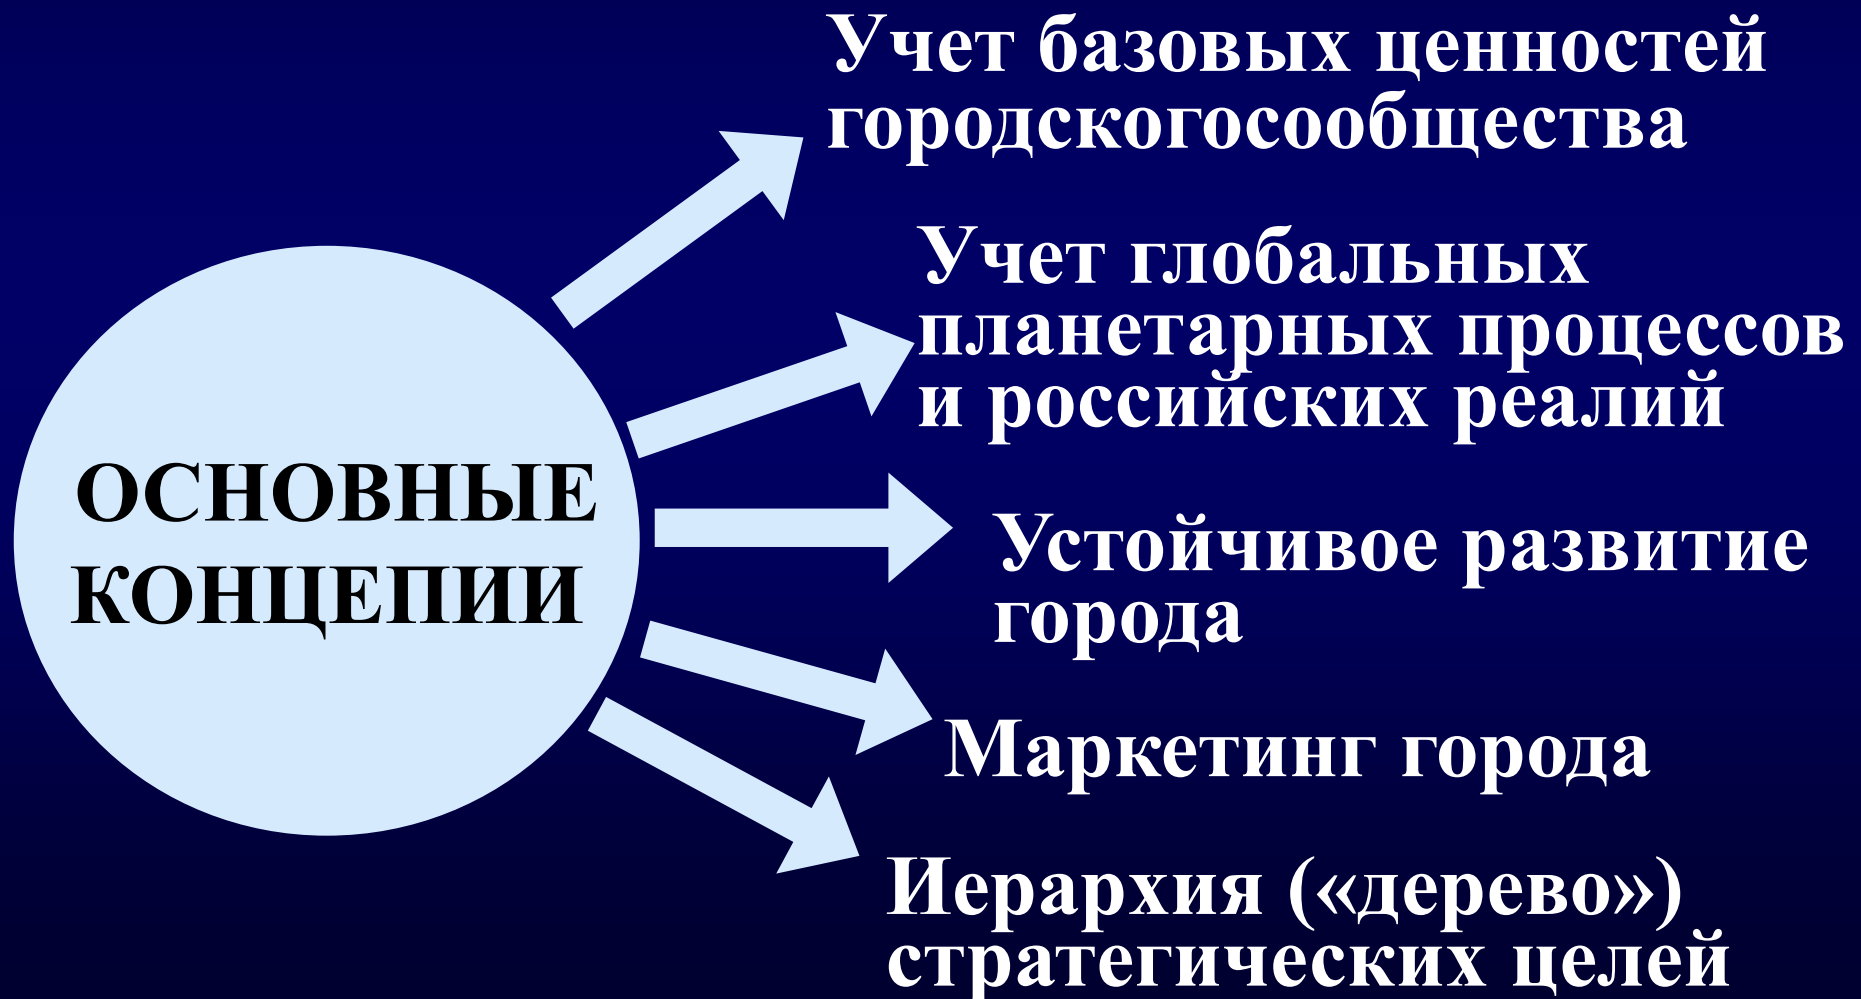 Учет базовых ценностей
городскогосообщества
Учет глобальных
планетарных процессов
и российских реалий
ОСНОВНЫЕ
КОНЦЕПИИ
Устойчивое развитие
города
Маркетинг города
Иерархия («дерево»)
стратегических целей